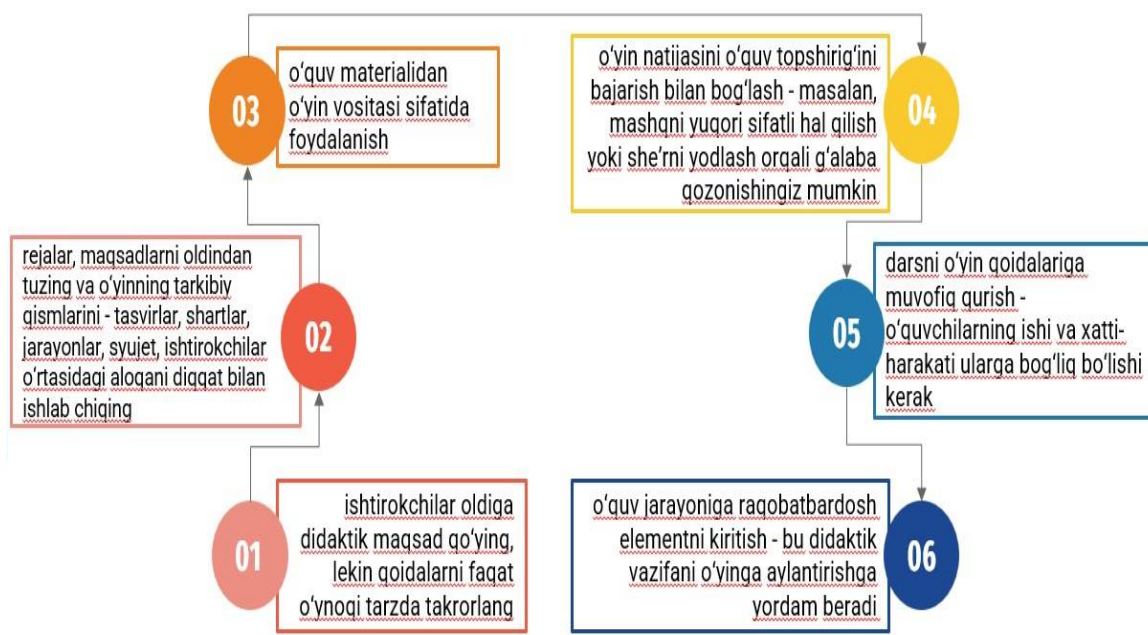 01
ishtirokchilar oldiga
didaktik maqsad qo‘ying,
lekin qoidalarni faqat
o‘ynoqi tarzda takrorlang
02
rejalar, maqsadlarni oldindan
tuzing va o‘yinning tarkibiy
qismlarini - tasvirlar, shartlar,
jarayonlar, syujet, ishtirokchilar
o‘rtasidagi aloqani diqqat bilan
ishlab chiqing
03
o‘quv materialidan
o‘yin vositasi sifatida
foydalanish
04
o‘yin natijasini o‘quv topshirig‘ini
bajarish bilan bog‘lash - masalan,
mashqni yuqori sifatli hal qilish
yoki she’rni yodlash orqali g‘alaba
qozonishingiz mumkin
05
darsni o‘yin qoidalariga
muvofiq qurish -
o‘quvchilarning ishi va xatti-
harakati ularga bog‘liq bo‘lishi
kerak
06
o‘quv jarayoniga raqobatbardosh
elementni kiritish - bu didaktik
vazifani o‘yinga aylantirishga
yordam beradi